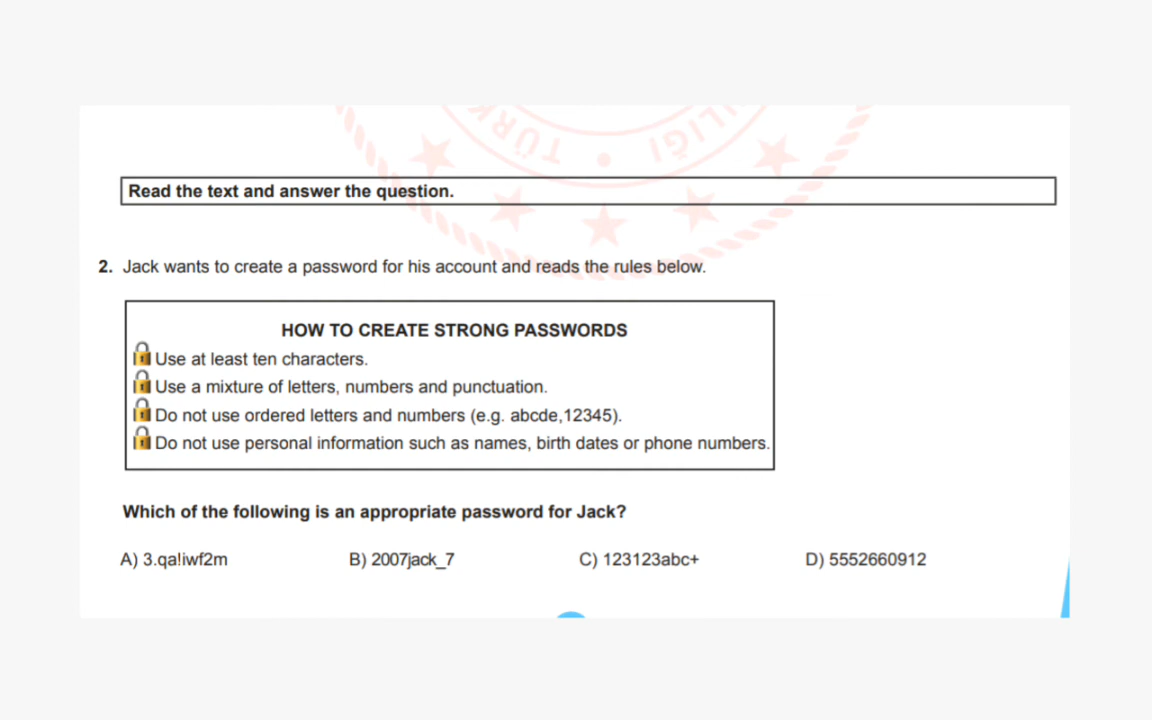 TÜRK
LİĞİ
Read the text and answer the question.
2. Jack wants to create a password for his account and reads the rules below.
HOW TO CREATE STRONG PASSWORDS
Use at least ten characters.
Use a mixture of letters, numbers and punctuation.
Do not use ordered letters and numbers (e.g. abcde,12345).
Do not use personal information such as names, birth dates or phone numbers.
Which of the following is an appropriate password for Jack?
A) 3.qa!iwf2m B) 2007jack_7 C) 123123abc+ D) 5552660912